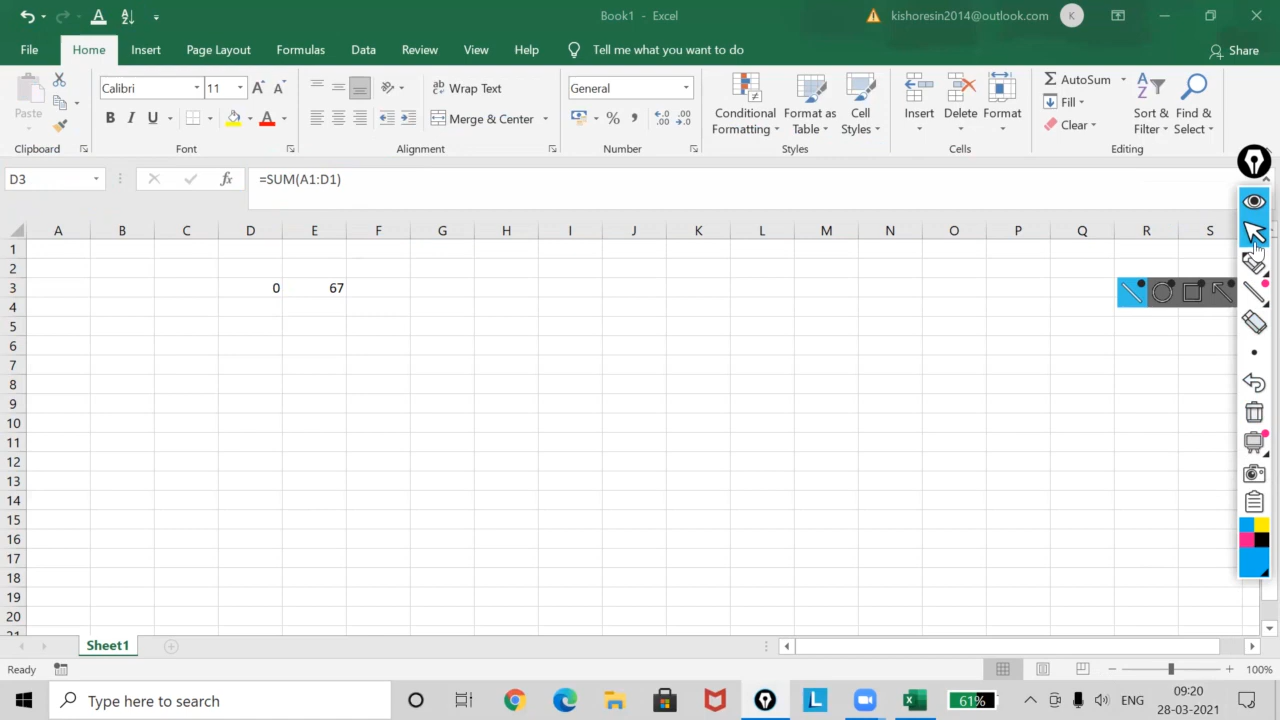 Book1 - Excel
kishoresin2014@outlook.com
K
File Home Insert Page Layout Formulas Data Review View Help Tell me what you want to do
Share
Paste
Clipboard
Calibri 11
B I U
Font
Wrap Text
Merge & Center
Alignment
General
Number
Conditional Formatting
Format as Table
Cell Styles
Styles
Insert Delete Format
Cells
AutoSum
Fill
Clear
Sort & Filter
Find & Select
Editing
D3
fx
=SUM(A1:D1)
A B C D E F G H I J K L M N O P Q R S
1
2
3 0 67
4
5
6
7
8
9
10
11
12
13
14
15
16
17
18
19
20
21
Sheet1
Ready
100%
Type here to search
L
61%
ENG
09:20
28-03-2021